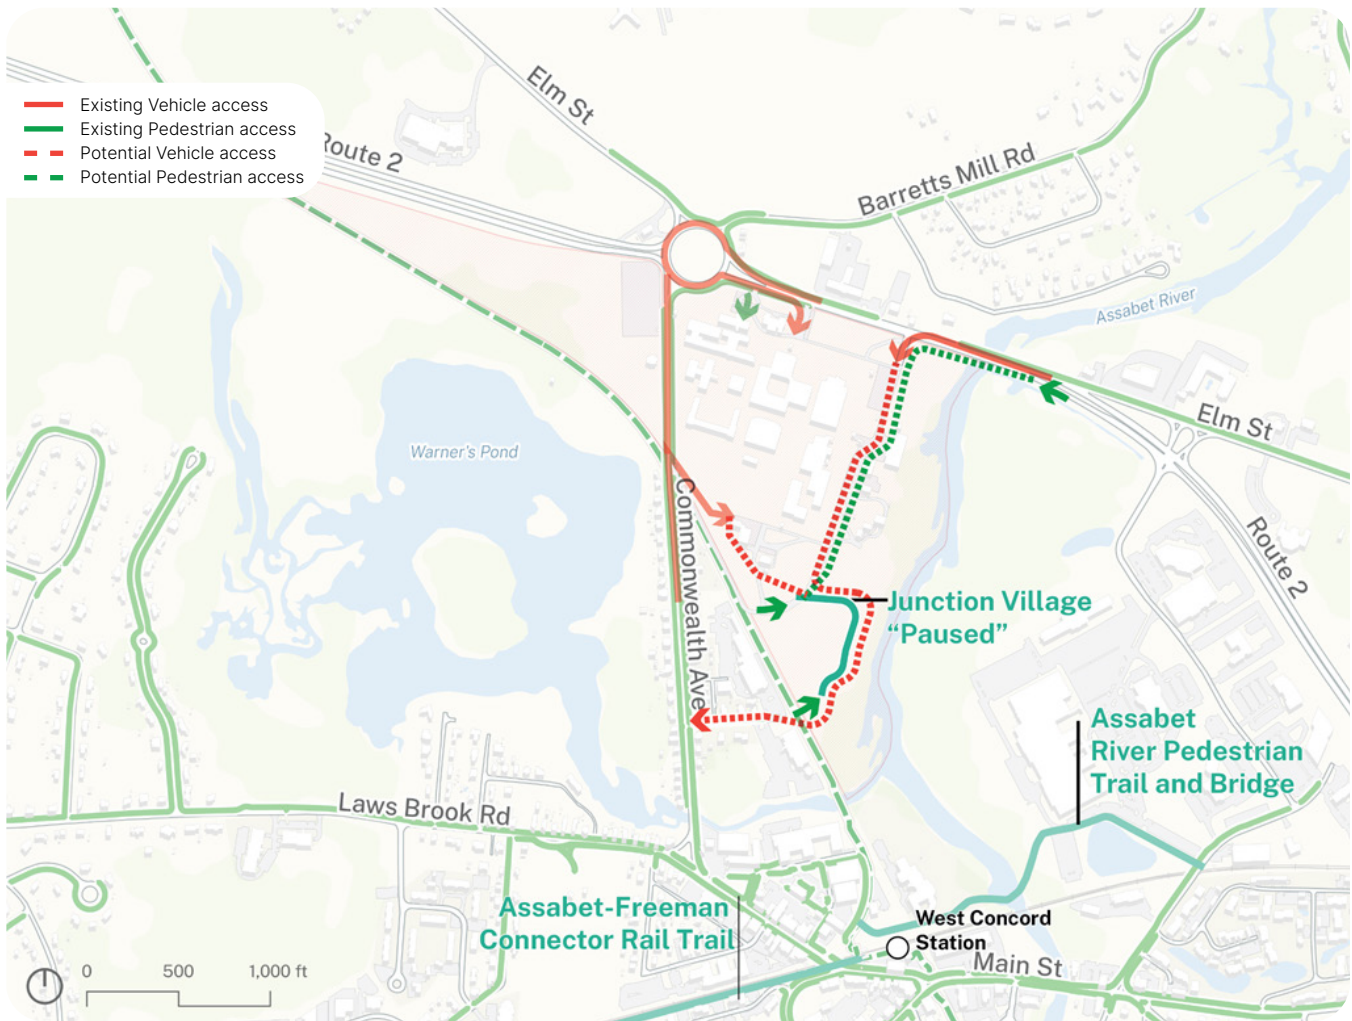 Existing Vehicle access
Existing Pedestrian access
Potential Vehicle access
Potential Pedestrian access
Elm St
Route 2
Barretts Mill Rd
Assabet River
Elm St
Warner's Pond
Commonwealth Ave
Route 2
Junction Village
“Paused”
Assabet
River Pedestrian
Trail and Bridge
Laws Brook Rd
Assabet-Freeman
Connector Rail Trail
West Concord
Station
Main St
0 500 1,000 ft